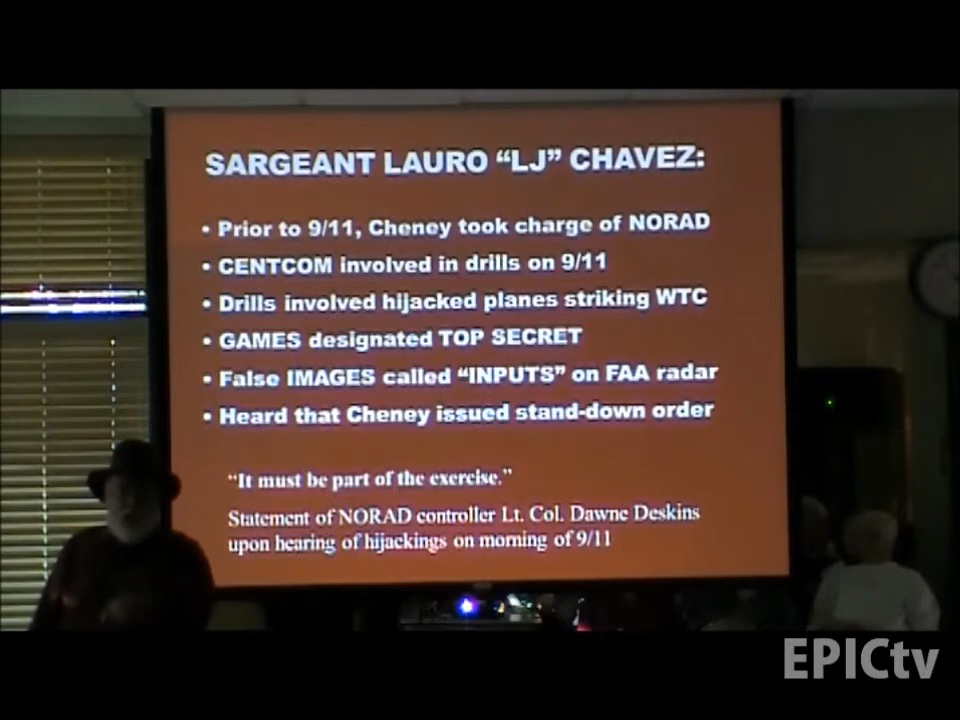 SARGEANT LAURO “LJ” CHAVEZ:
• Prior to 9/11, Cheney took charge of NORAD
• CENTCOM involved in drills on 9/11
• Drills involved hijacked planes striking WTC
• GAMES designated TOP SECRET
• False IMAGES called “INPUTS” on FAA radar
• Heard that Cheney issued stand-down order
“It must be part of the exercise.”
Statement of NORAD controller Lt. Col. Dawne Deskins
upon hearing of hijackings on morning of 9/11
EPICtv